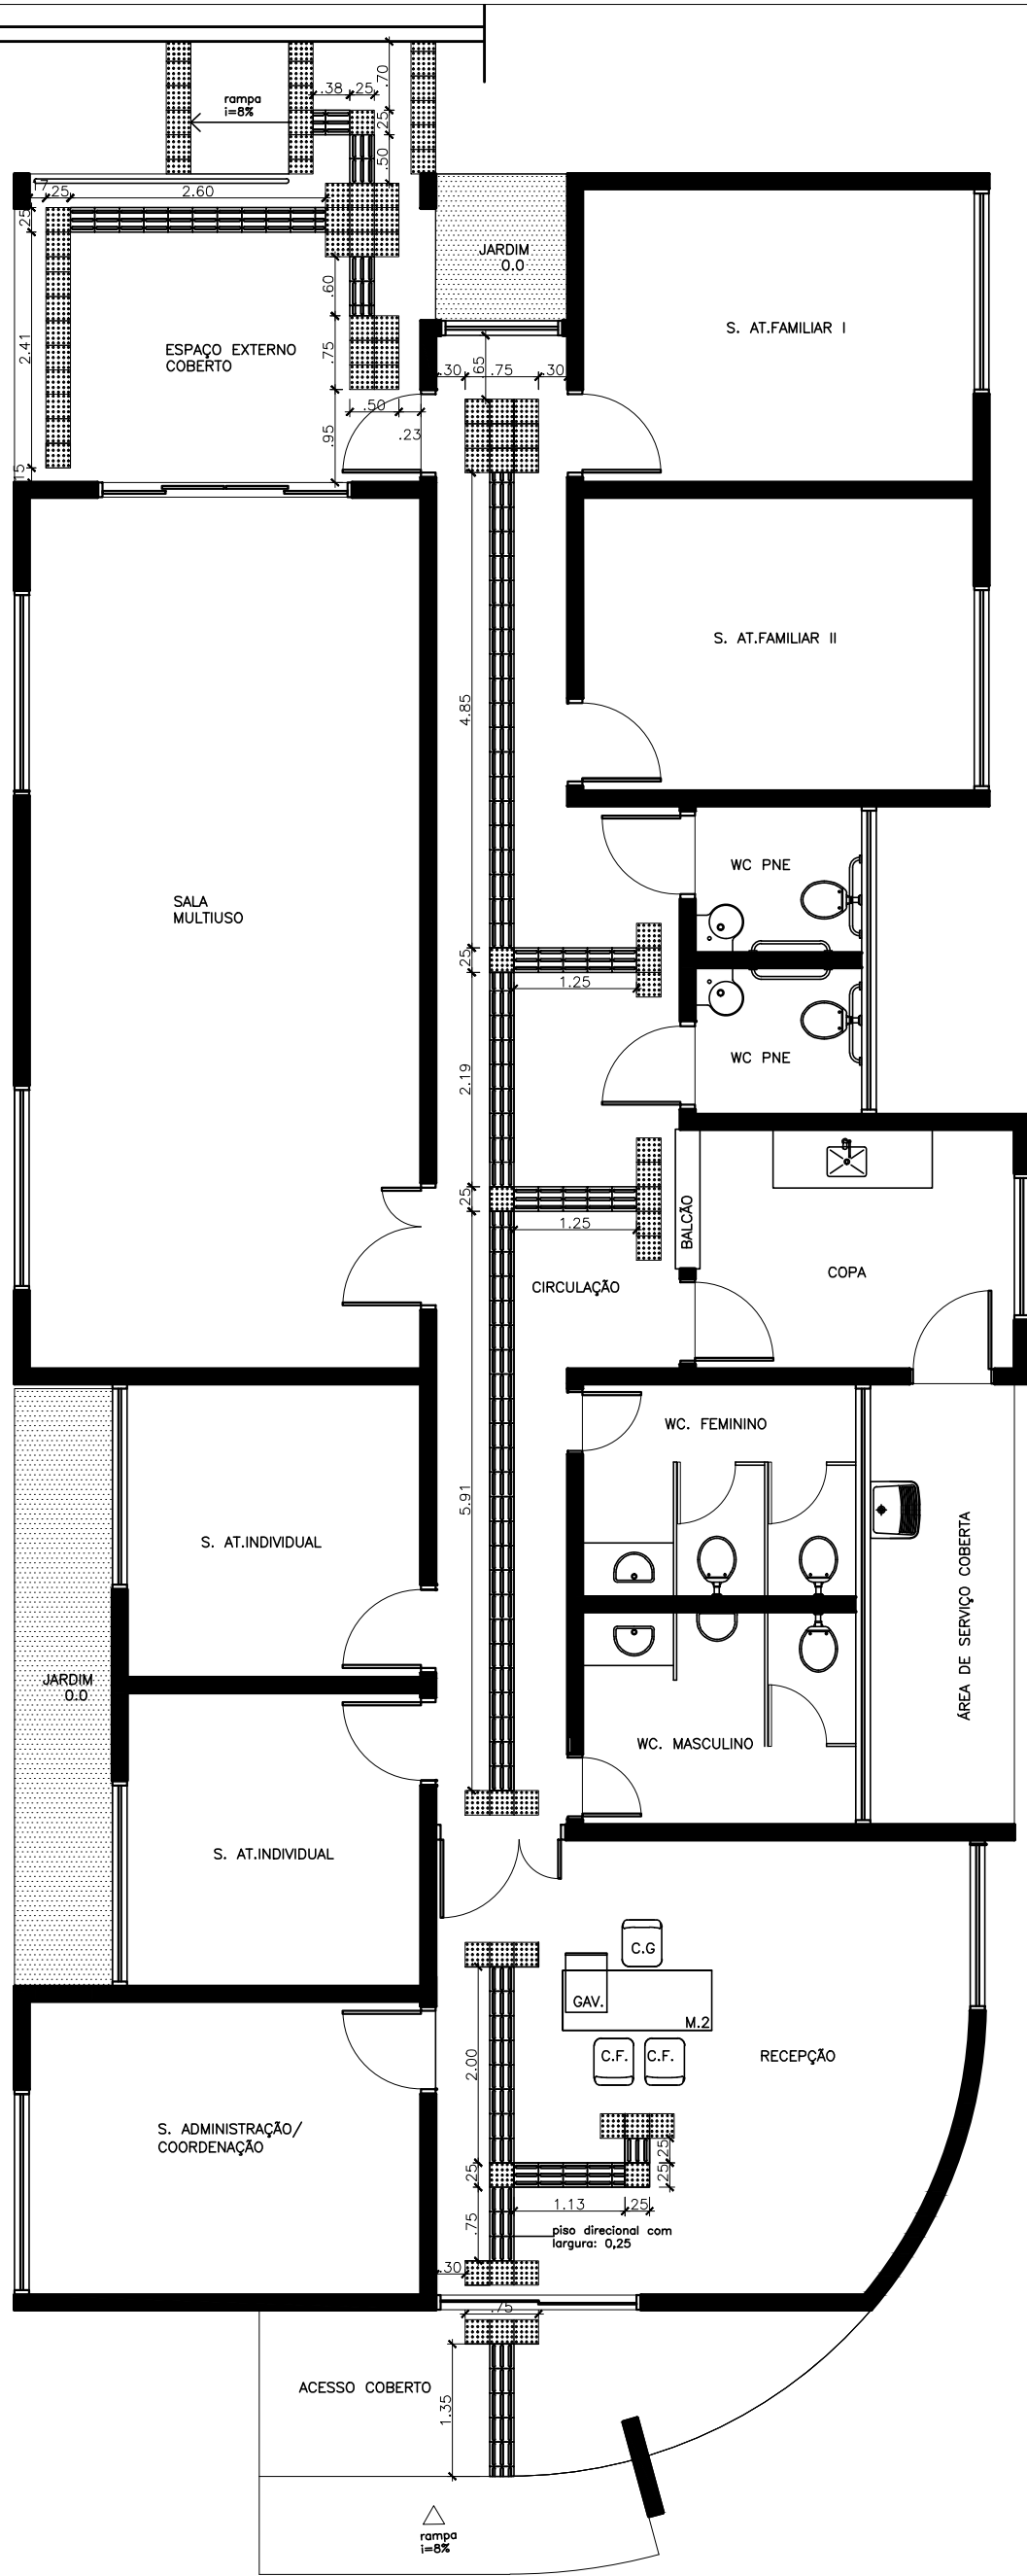 .70
.38
.25
rampa
i=8%
.25
.50
.17
.25
2.60
.25
JARDIM
0.0
.60
S. AT.FAMILIAR I
2.41
ESPAÇO EXTERNO
COBERTO
.75
.65
.30
.75
.30
.50
.23
.95
.15
S. AT.FAMILIAR II
4.85
WC PNE
SALA
MULTIUSO
.25
1.25
WC PNE
2.19
.25
1.25
BALCÃO
COPA
CIRCULAÇÃO
WC. FEMININO
5.91
S. AT.INDIVIDUAL
ÁREA DE SERVIÇO COBERTA
JARDIM
0.0
WC. MASCULINO
S. AT.INDIVIDUAL
C.G
GAV.
M.2
2.00
C.F.
C.F.
RECEPÇÃO
S. ADMINISTRAÇÃO/
COORDENAÇÃO
.25
.25
.25
1.13
.25
.75
piso direcional com
largura: 0,25
.30
.75
ACESSO COBERTO
1.35
rampa
i=8%